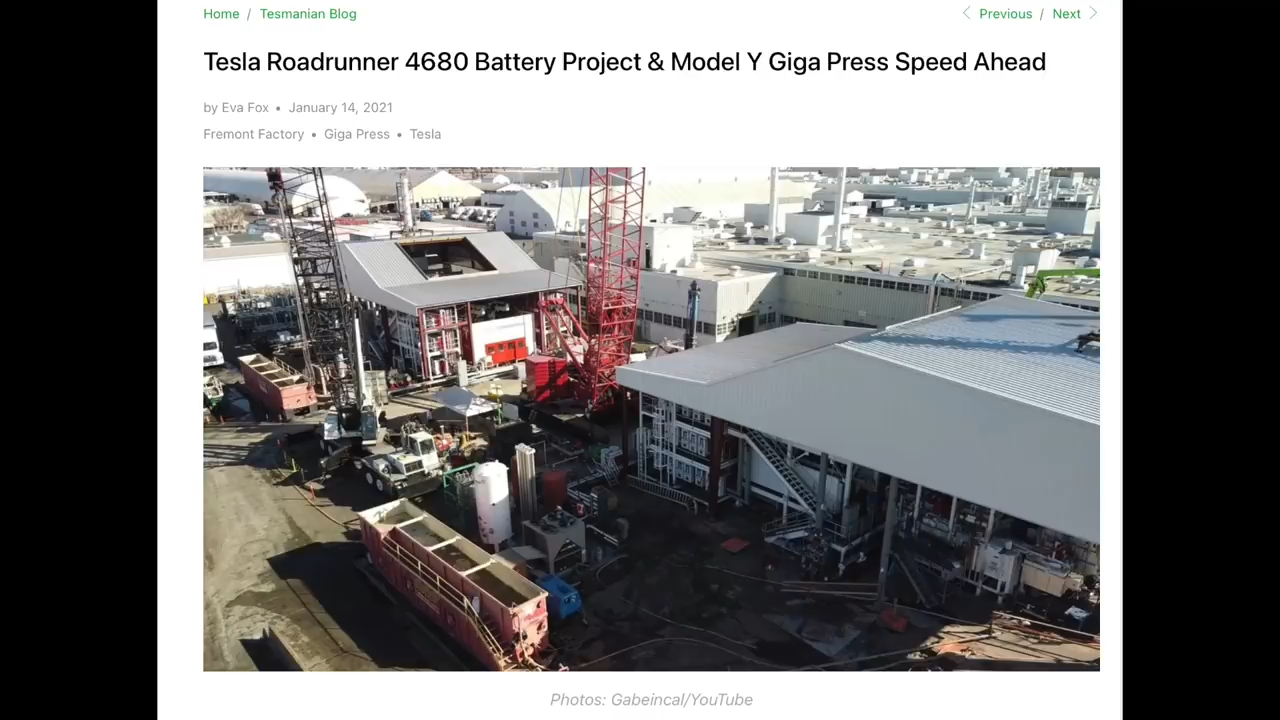 Home / Tesmanian Blog
Previous / Next
Tesla Roadrunner 4680 Battery Project & Model Y Giga Press Speed Ahead
by Eva Fox • January 14, 2021
Fremont Factory • Giga Press • Tesla
Photos: Gabeincal/YouTube